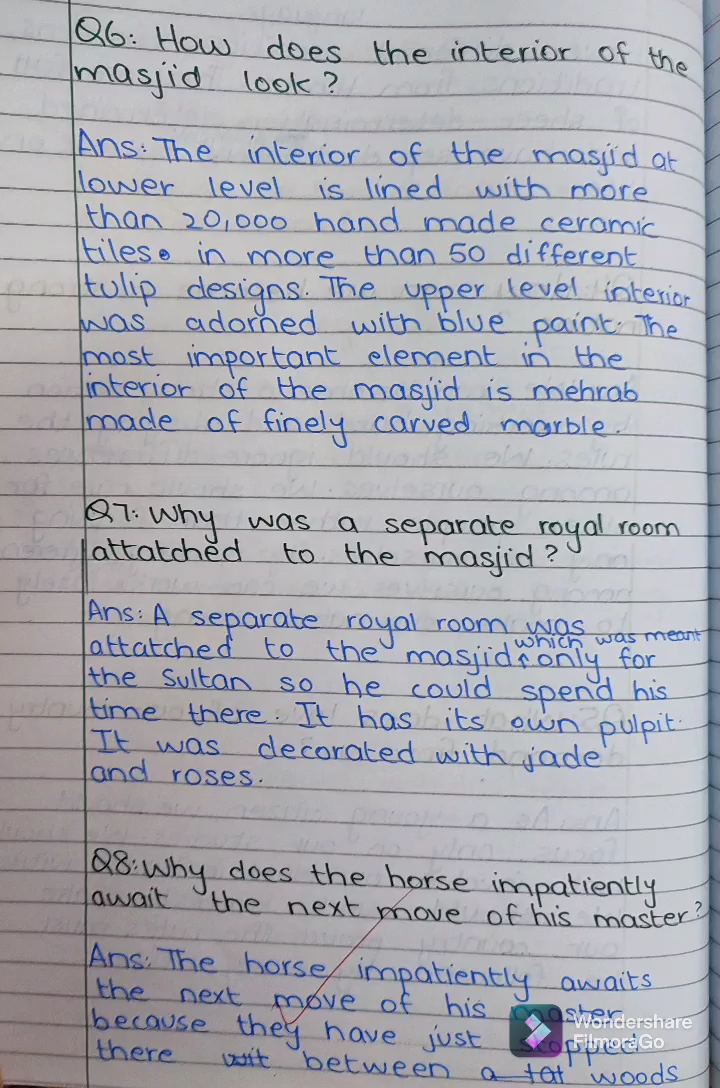 Q6: How does the interior of the
masjid look?
Ans: The interior of the masjid at
lower level is lined with more
than 20,000 hand made ceramic
tiles. in more than 50 different
tulip designs. The upper level interior
was adorned with blue paint. The
most important element in the
interior of the masjid is mehrab
made of finely carved marble.
Q7: Why was a separate royal room
attatched to the masjid?
Ans: A separate royal room was
attatched to the masjid which was meant only for
the sultan so he could spend his
time there. It has its own pulpit.
It was decorated with jade
and roses.
Q8: Why does the horse impatiently
await the next move of his master?
Ans: The horse impatiently awaits
the next move of his master
because they have just stopped
there between a woods
Wondershare
FilmoraGo